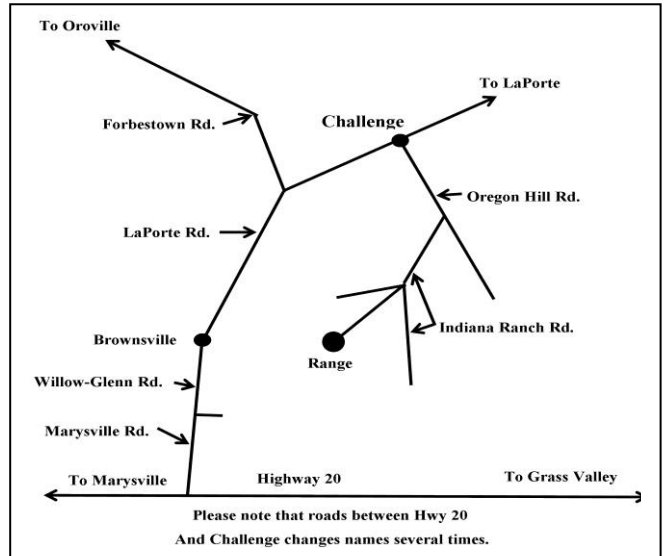 To Oroville
To LaPorte
Forbestown Rd.
Challenge
Oregon Hill Rd.
LaPorte Rd.
Brownsville
Indiana Ranch Rd.
Range
Willow-Glenn Rd.
Marysville Rd.
To Marysville
Highway 20
To Grass Valley
Please note that roads between Hwy 20
And Challenge changes names several times.